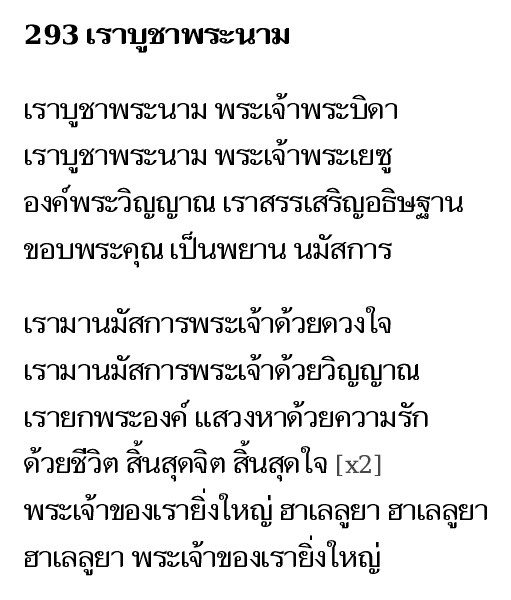 293 เราบูชาพระนาม
เราบูชาพระนาม พระเจ้าพระบิดา
เราบูชาพระนาม พระเจ้าพระเยซู
องค์พระวิญญาณ เราสรรเสริญอธิษฐาน
ขอบพระคุณ เป็นพยาน นมัสการ
เรามานมัสการพระเจ้าด้วยดวงใจ
เรามานมัสการพระเจ้าด้วยวิญญาณ
เรายกพระองค์ แสวงหาด้วยความรัก
ด้วยชีวิต สิ้นสุดจิต สิ้นสุดใจ [x2]
พระเจ้าของเรายิ่งใหญ่ ฮาเลลูยา ฮาเลลูยา
ฮาเลลูยา พระเจ้าของเรายิ่งใหญ่